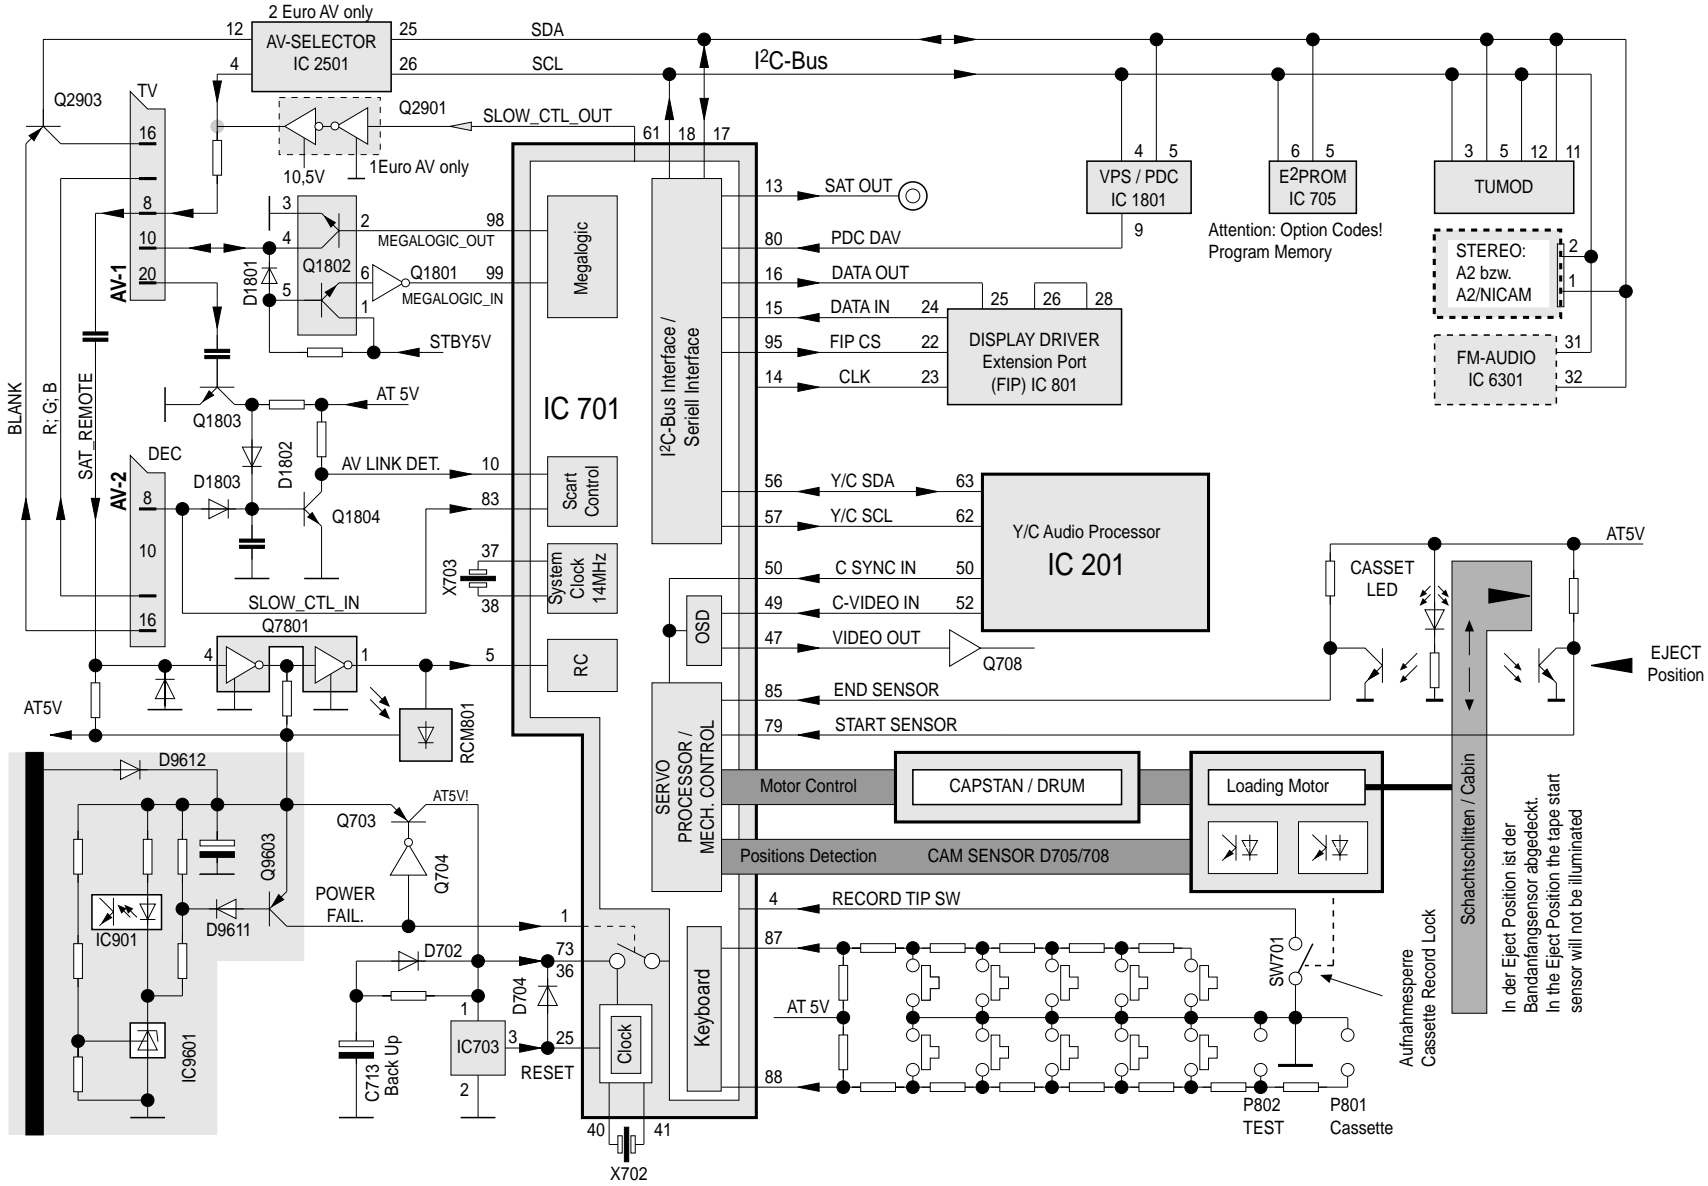 2 Euro AV only
12
AV-SELECTOR
IC 2501
25
SDA
4
26
SCL
I²C-Bus
Q2903
TV
Q2901
SLOW_CTL_OUT
61
18
17
16
10,5V
1Euro AV only
8
10
20
AV-1
3
4
2
98
MEGALOGIC_OUT
Q1802
D1801
5
6
1
Q1801
99
MEGALOGIC_IN
STBY5V
Megalogic
I²C-Bus Interface /
Seriell Interface
13
SAT OUT
80
PDC DAV
16
DATA OUT
15
DATA IN
24
95
FIP CS
22
14
CLK
23
25
26
28
DISPLAY DRIVER
Extension Port
(FIP) IC 801
4
5
VPS / PDC
IC 1801
9
6
5
E²PROM
IC 705
Attention: Option Codes!
Program Memory
3
5
12
11
TUMOD
STEREO:
A2 bzw.
A2/NICAM
2
1
FM-AUDIO
IC 6301
31
32
BLANK
R; G; B
SAT_REMOTE
Q1803
AT 5V
IC 701
D1802
AV LINK DET.
10
Scart
Control
DEC
AV-2
8
D1803
Q1804
83
10
16
SLOW_CTL_IN
X703
37
38
System
Clock
14MHz
56
Y/C SDA
63
57
Y/C SCL
62
Y/C Audio Processor
IC 201
50
C SYNC IN
50
49
C-VIDEO IN
52
47
VIDEO OUT
Q708
OSD
Q7801
4
1
5
RC
AT5V
RCM801
85
END SENSOR
79
START SENSOR
AT5V
CASSET
LED
EJECT
Position
SERVO
PROCESSOR /
MECH. CONTROL
Motor Control
CAPSTAN / DRUM
Loading Motor
Positions Detection
CAM SENSOR D705/708
Schachtschlitten / Cabin
In der Eject Position ist der
Bandanfangsensor abgedeckt.
In the Eject Position the tape start
sensor will not be illuminated
D9612
AT5V!
Q703
Q9603
Q704
POWER
FAIL.
IC901
D9611
1
4
RECORD TIP SW
D702
73
36
D704
1
IC703
3
25
RESET
2
C713
Back Up
IC9601
Clock
Keyboard
87
AT 5V
88
SW701
Aufnahmesperre
Cassette Record Lock
P802
TEST
P801
Cassette
40
41
X702